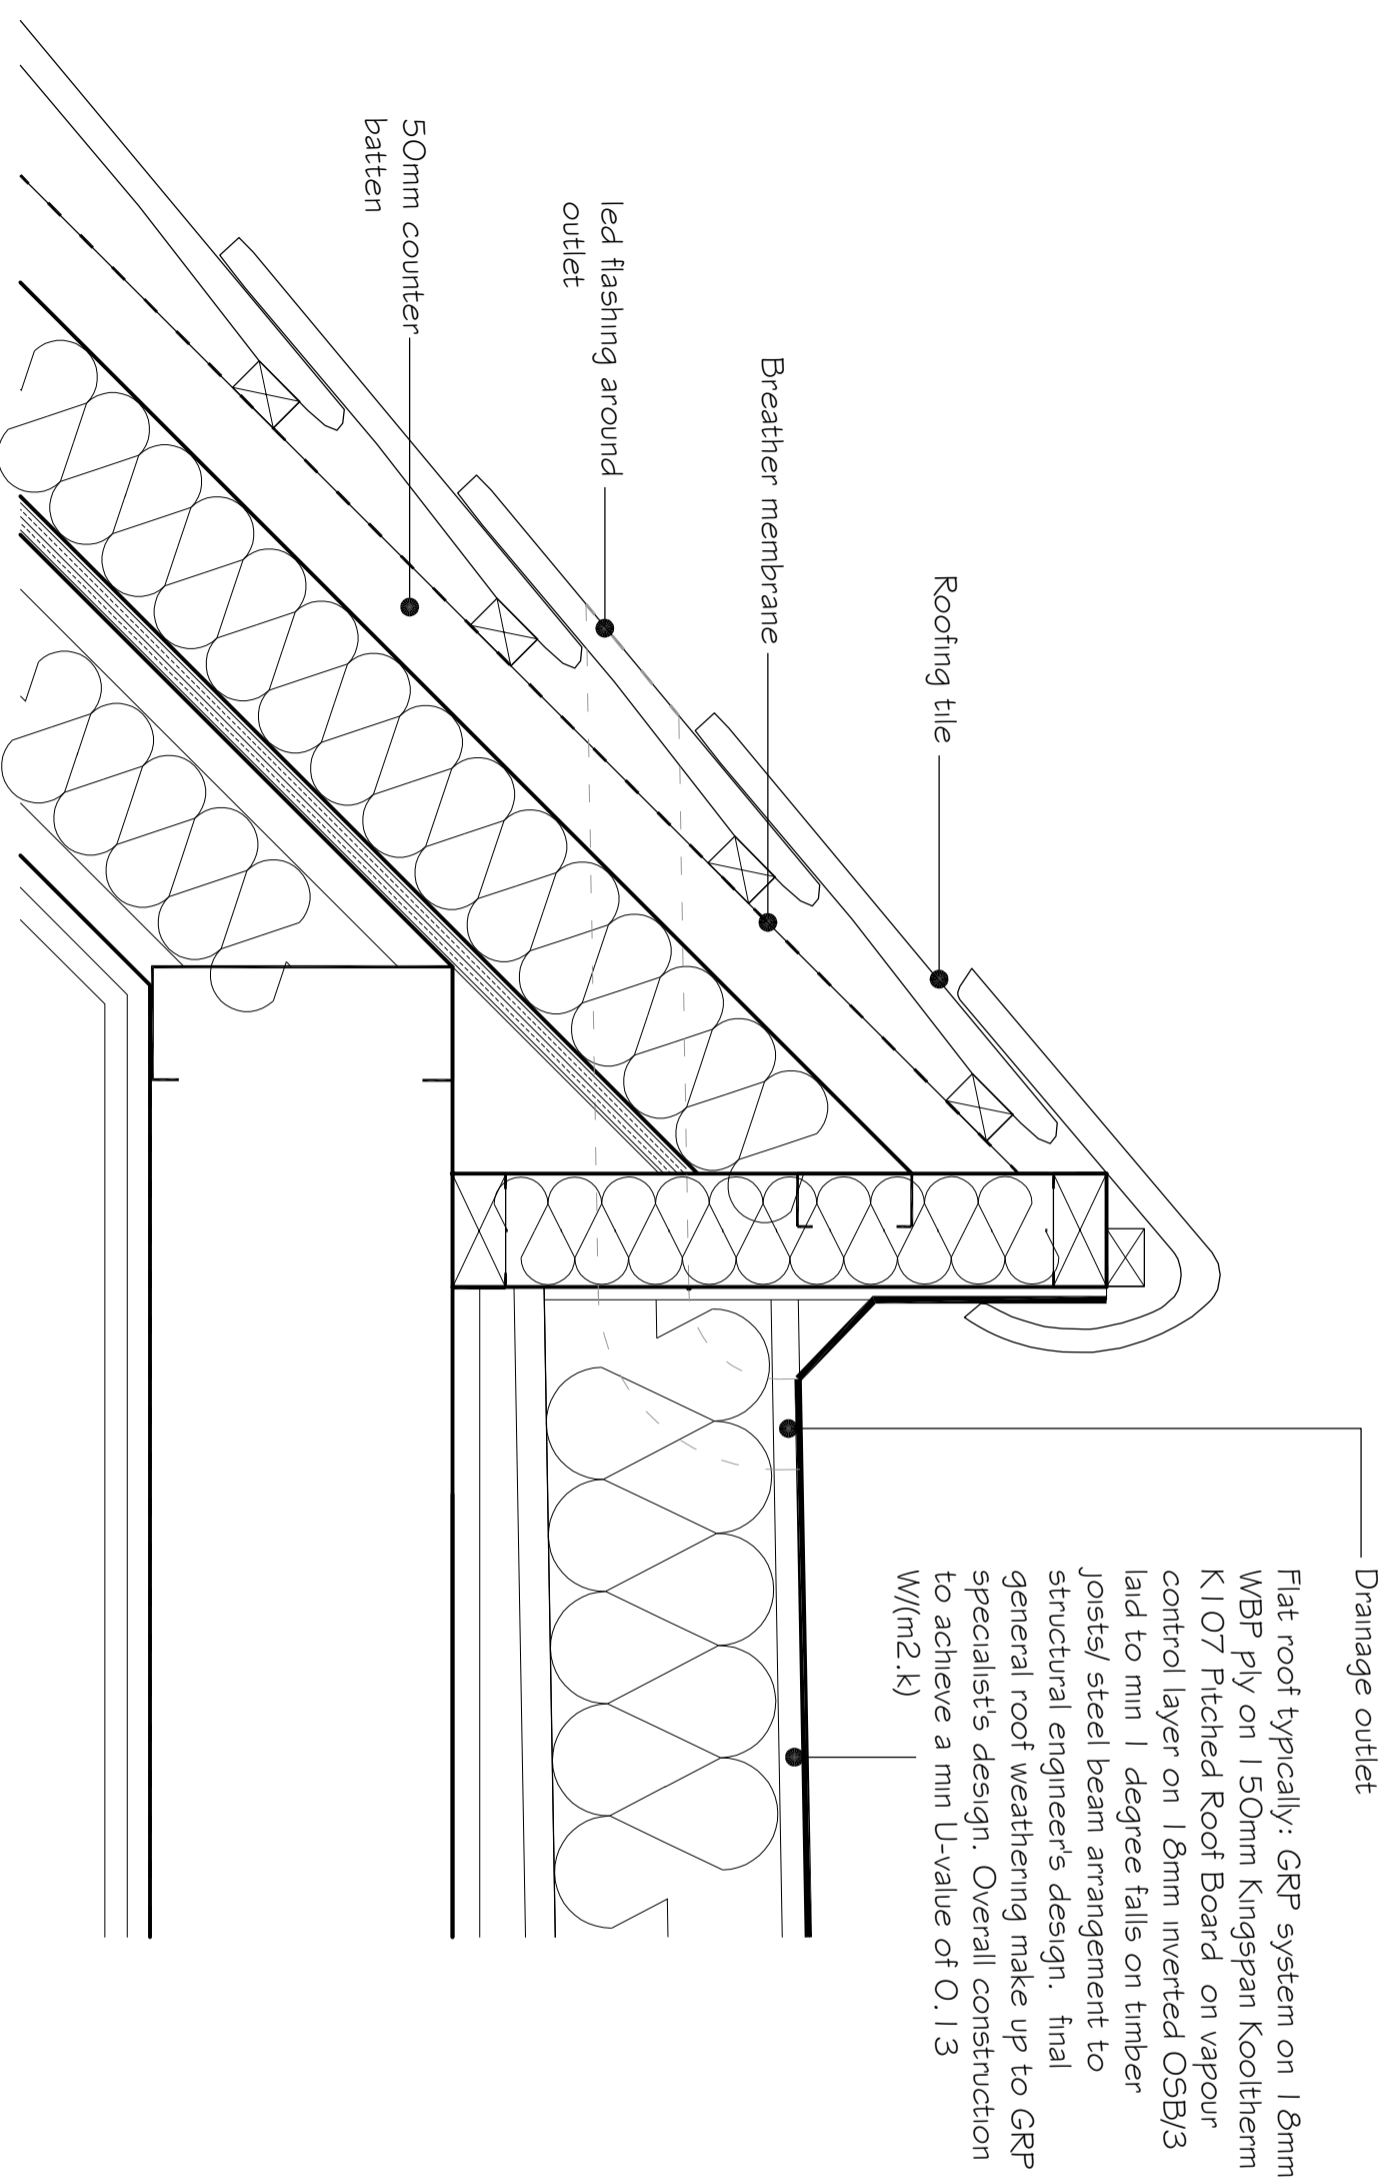 Drainage outlet
Flat roof typically: GRP system on 18mm
WBP ply on 150mm Kingspan Kooltherm
K107 Pitched Roof Board on vapour
control layer on 18mm inverted OSB/3
laid to min 1 degree falls on timber
joists/ steel beam arrangement to
structural engineer's design. final
general roof weathering make up to GRP
specialist's design. Overall construction
to achieve a min U-value of 0.13
W/(m2.k)
Roofing tile
Breather membrane
led flashing around
outlet
50mm counter
batten